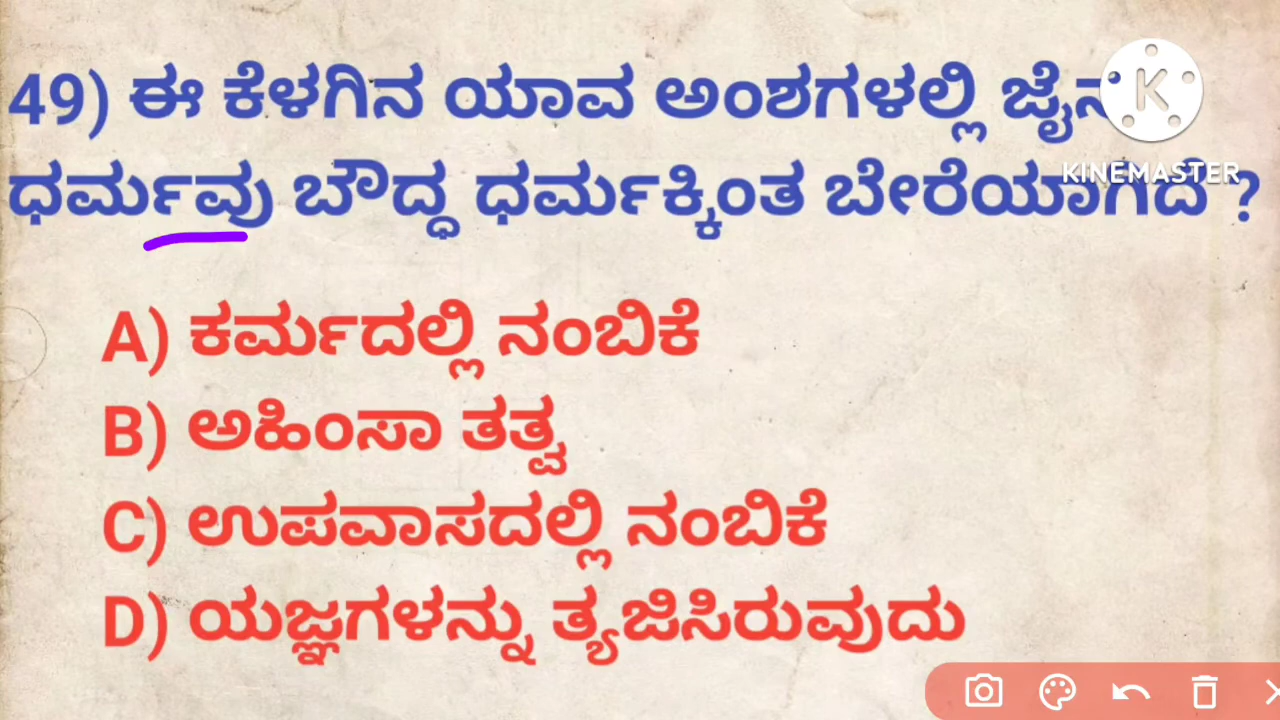 49) ಈ ಕೆಳಗಿನ ಯಾವ ಅಂಶಗಳಲ್ಲಿ ಜೈನ
KINEMASTER
ಧರ್ಮವು ಬೌದ್ಧ ಧರ್ಮಕ್ಕಿಂತ ಬೇರೆಯಾಗಿದೆ ?
A) ಕರ್ಮದಲ್ಲಿ ನಂಬಿಕೆ
B) ಅಹಿಂಸಾ ತತ್ವ
C) ಉಪವಾಸದಲ್ಲಿ ನಂಬಿಕೆ
D) ಯಜ್ಞಗಳನ್ನು ತ್ಯಜಿಸಿರುವುದು